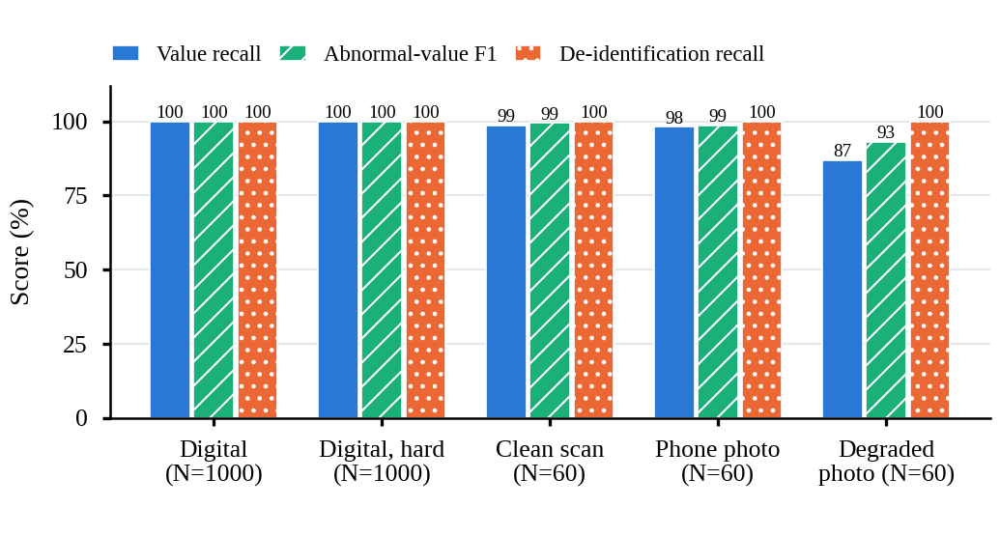 Value recall Abnormal-value F1 De-identification recall
100 100 100 100 100 100 99 99 100 98 99 100 87 93 100
100
75
50
25
0
Score (%)
Digital
(N=1000)
Digital, hard
(N=1000)
Clean scan
(N=60)
Phone photo
(N=60)
Degraded
photo (N=60)